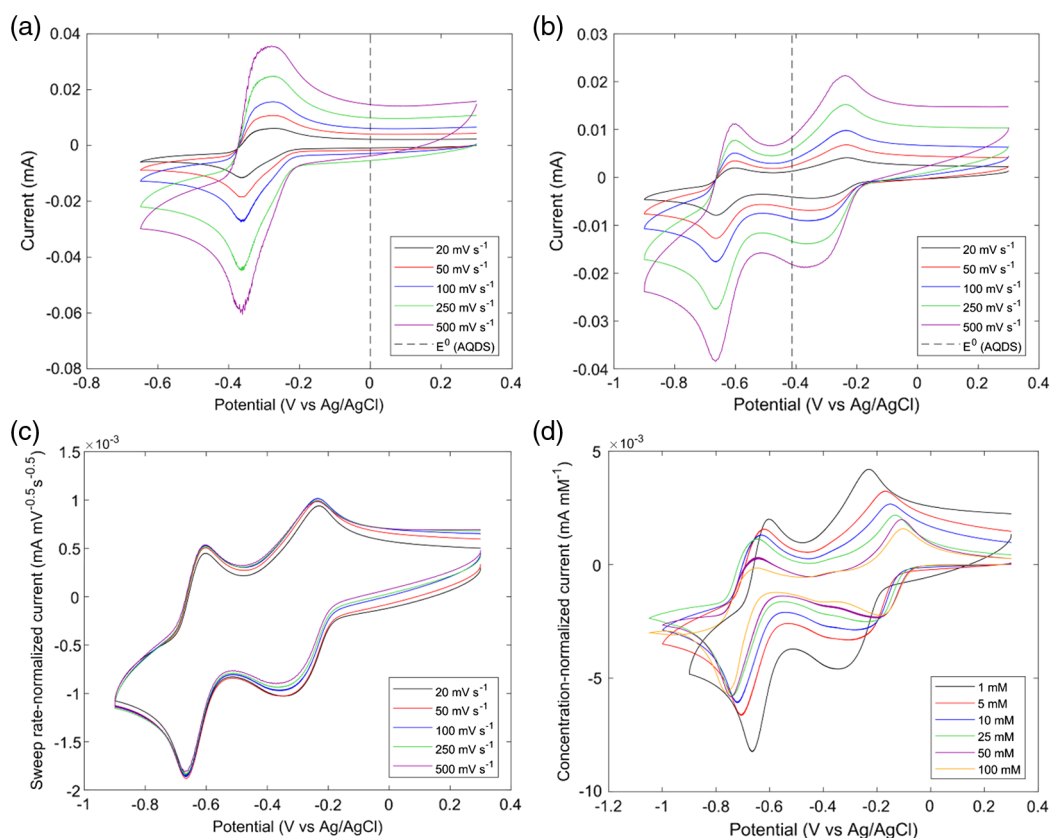 (a)
0.04
0.02
0
-0.02
-0.04
-0.06
-0.08
Current (mA)
20 mV s⁻¹
50 mV s⁻¹
100 mV s⁻¹
250 mV s⁻¹
500 mV s⁻¹
E⁰ (AQDS)
-0.8 -0.6 -0.4 -0.2 0 0.2 0.4
Potential (V vs Ag/AgCl)
(b)
0.03
0.02
0.01
0
-0.01
-0.02
-0.03
-0.04
Current (mA)
20 mV s⁻¹
50 mV s⁻¹
100 mV s⁻¹
250 mV s⁻¹
500 mV s⁻¹
E⁰ (AQDS)
-1 -0.8 -0.6 -0.4 -0.2 0 0.2 0.4
Potential (V vs Ag/AgCl)
(c)
×10⁻³
1.5
1
0.5
0
-0.5
-1
-1.5
-2
Sweep rate-normalized current (mA mV⁻⁰·⁵s⁻⁰·⁵)
20 mV s⁻¹
50 mV s⁻¹
100 mV s⁻¹
250 mV s⁻¹
500 mV s⁻¹
-1 -0.8 -0.6 -0.4 -0.2 0 0.2 0.4
Potential (V vs Ag/AgCl)
(d)
×10⁻³
5
0
-5
-10
Concentration-normalized current (mA mM⁻¹)
1 mM
5 mM
10 mM
25 mM
50 mM
100 mM
-1.2 -1 -0.8 -0.6 -0.4 -0.2 0 0.2 0.4
Potential (V vs Ag/AgCl)